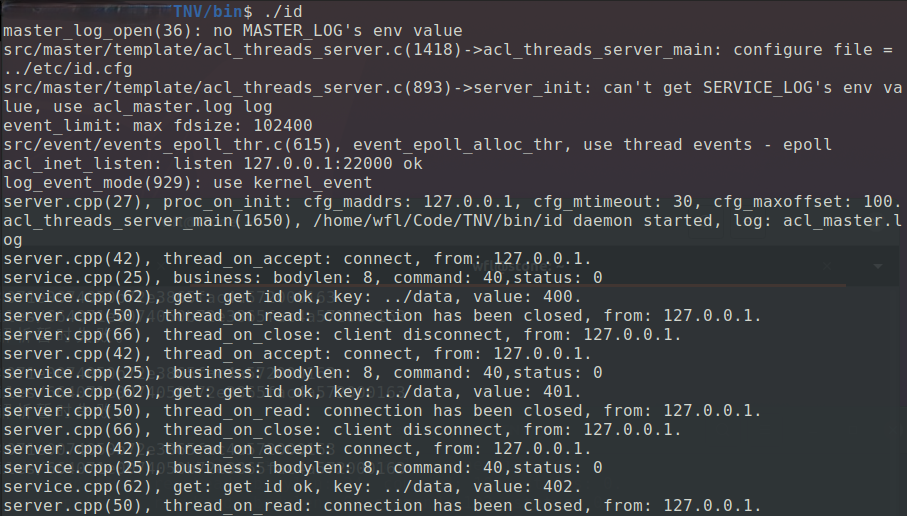 TNV/bin$ ./id
master_log_open(36): no MASTER_LOG's env value
src/master/template/acl_threads_server.c(1418)->acl_threads_server_main: configure file =
../etc/id.cfg
src/master/template/acl_threads_server.c(893)->server_init: can't get SERVICE_LOG's env va
lue, use acl_master.log log
event_limit: max fdsize: 102400
src/event/events_epoll_thr.c(615), event_epoll_alloc_thr, use thread events - epoll
acl_inet_listen: listen 127.0.0.1:22000 ok
log_event_mode(929): use kernel_event
server.cpp(27), proc_on_init: cfg_maddrs: 127.0.0.1, cfg_mtimeout: 30, cfg_maxoffset: 100.
acl_threads_server_main(1650), /home/wfl/Code/TNV/bin/id daemon started, log: acl_master.l
og
server.cpp(42), thread_on_accept: connect, from: 127.0.0.1.
service.cpp(25), business: bodylen: 8, command: 40,status: 0
service.cpp(62), get: get id ok, key: ../data, value: 400.
server.cpp(50), thread_on_read: connection has been closed, from: 127.0.0.1.
server.cpp(66), thread_on_close: client disconnect, from: 127.0.0.1.
server.cpp(42), thread_on_accept: connect, from: 127.0.0.1.
service.cpp(25), business: bodylen: 8, command: 40,status: 0
service.cpp(62), get: get id ok, key: ../data, value: 401.
server.cpp(50), thread_on_read: connection has been closed, from: 127.0.0.1.
server.cpp(66), thread_on_close: client disconnect, from: 127.0.0.1.
server.cpp(42), thread_on_accept: connect, from: 127.0.0.1.
service.cpp(25), business: bodylen: 8, command: 40,status: 0
service.cpp(62), get: get id ok, key: ../data, value: 402.
server.cpp(50), thread_on_read: connection has been closed, from: 127.0.0.1.